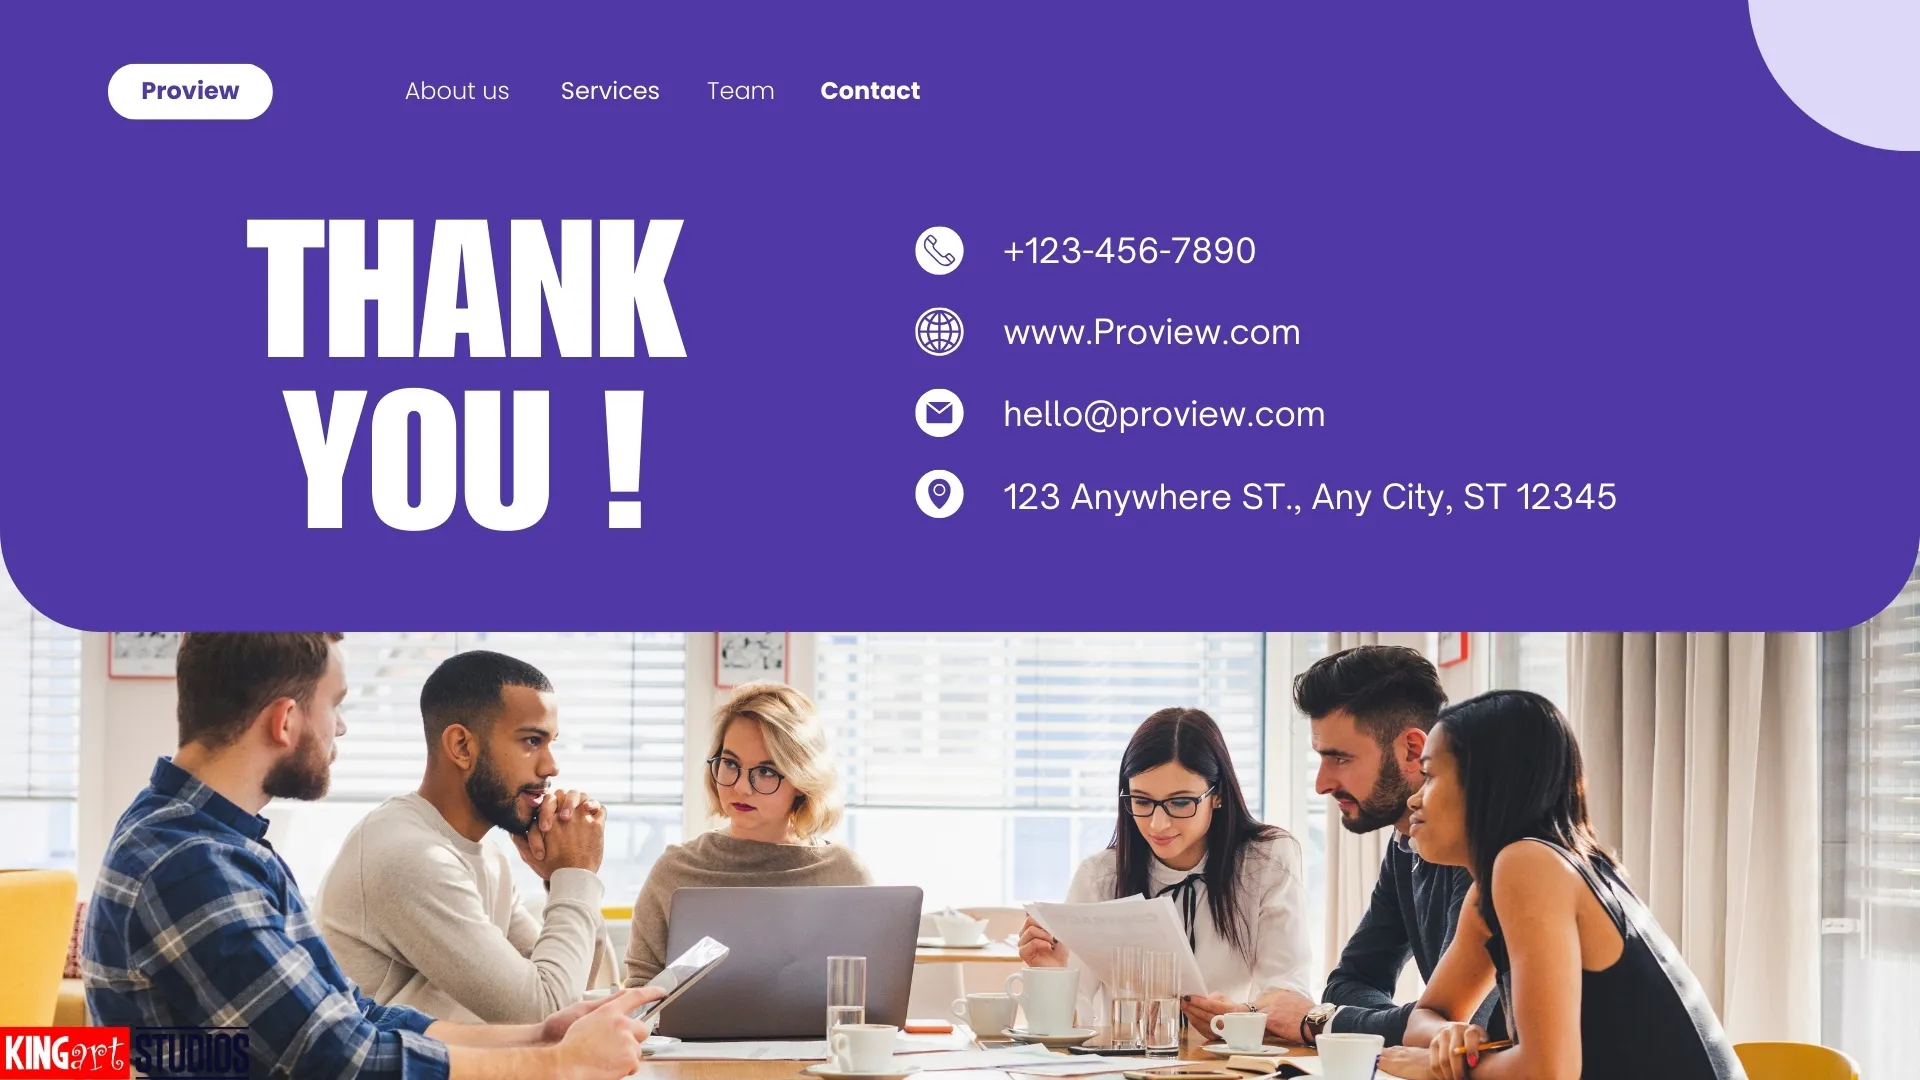 Proview
About us Services Team Contact
THANK
YOU !
+123-456-7890
www.Proview.com
hello@proview.com
123 Anywhere ST., Any City, ST 12345
KINGart STUDIOS